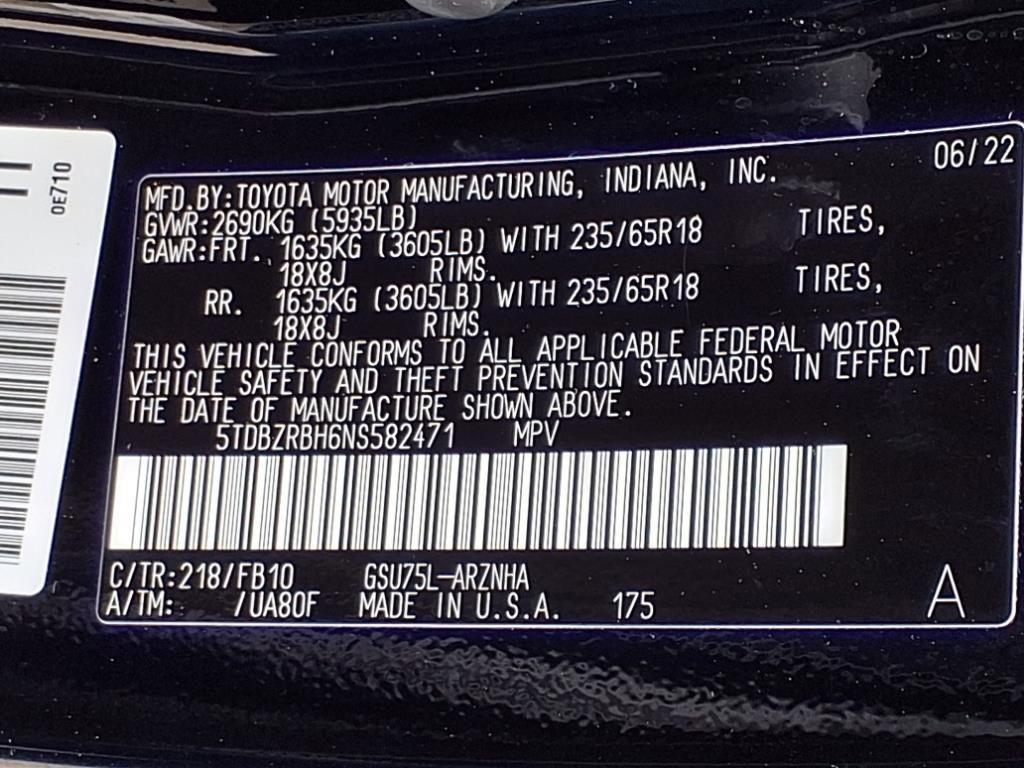 0E710
06/22
MFD.BY:TOYOTA MOTOR MANUFACTURING, INDIANA, INC.
GVWR:2690KG (5935LB)
GAWR:FRT. 1635KG (3605LB) WITH 235/65R18 TIRES,
18X8J RIMS.
RR. 1635KG (3605LB) WITH 235/65R18 TIRES,
18X8J RIMS.
THIS VEHICLE CONFORMS TO ALL APPLICABLE FEDERAL MOTOR
VEHICLE SAFETY AND THEFT PREVENTION STANDARDS IN EFFECT ON
THE DATE OF MANUFACTURE SHOWN ABOVE.
5TDBZRBH6NS582471 MPV
C/TR:218/FB10 GSU75L-ARZNHA
A/TM: /UA80F MADE IN U.S.A. 175 A